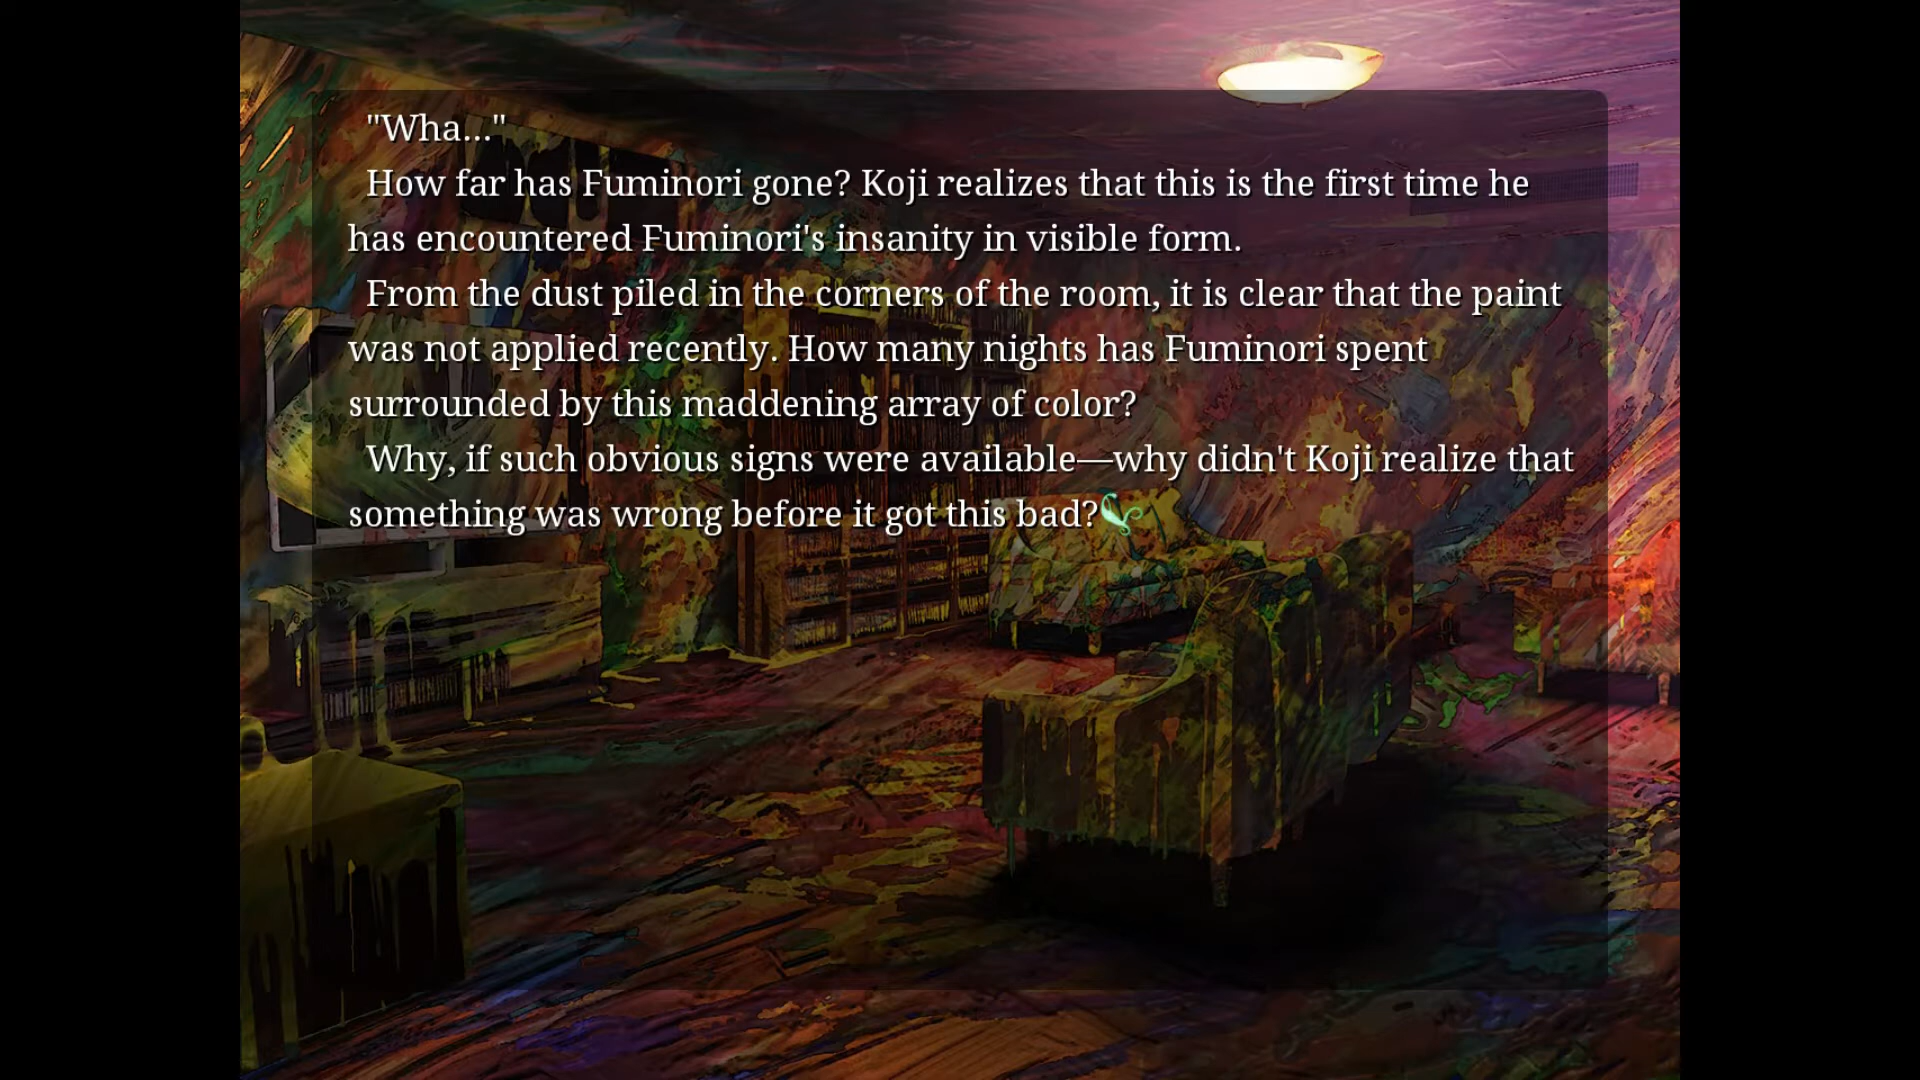 "Wha..."
How far has Fuminori gone? Koji realizes that this is the first time he
has encountered Fuminori's insanity in visible form.
From the dust piled in the corners of the room, it is clear that the paint
was not applied recently. How many nights has Fuminori spent
surrounded by this maddening array of color?
Why, if such obvious signs were available—why didn't Koji realize that
something was wrong before it got this bad?